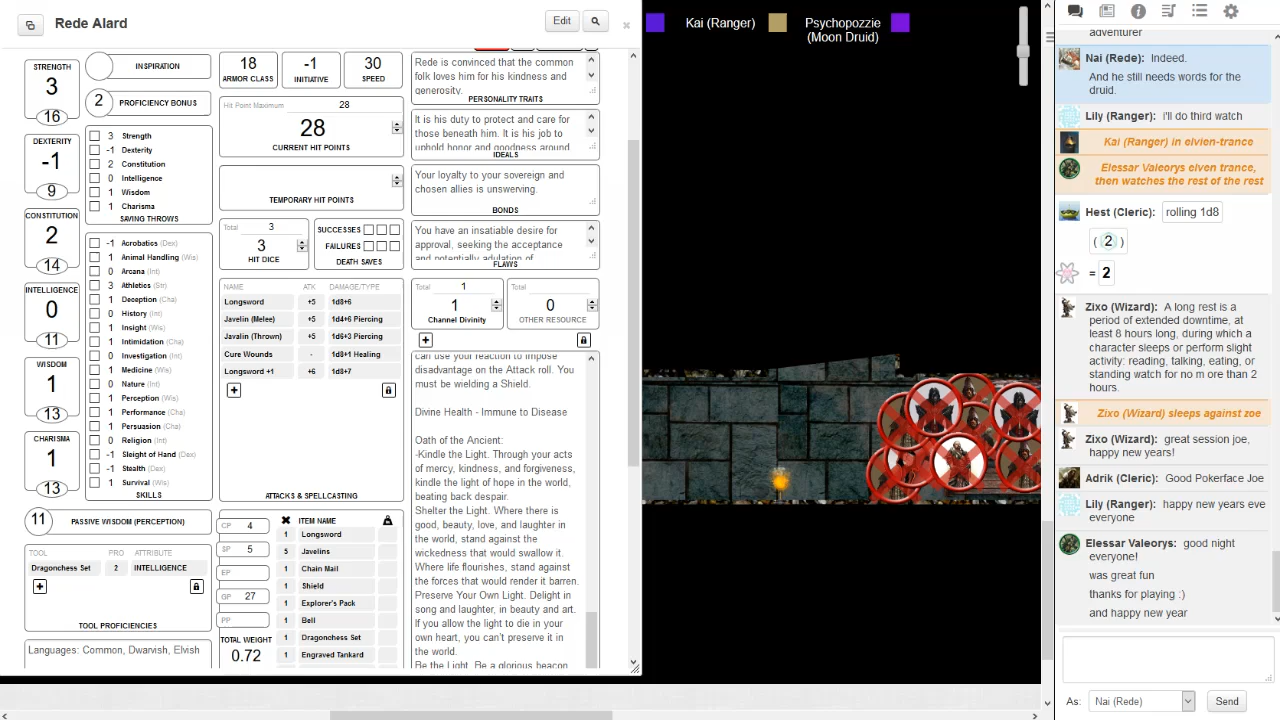 Rede Alard
Edit
STRENGTH
3
16
DEXTERITY
-1
9
CONSTITUTION
2
14
INTELLIGENCE
0
11
WISDOM
1
13
CHARISMA
1
13
INSPIRATION
2
PROFICIENCY BONUS
3 Strength
-1 Dexterity
2 Constitution
0 Intelligence
1 Wisdom
1 Charisma
SAVING THROWS
-1 Acrobatics (Dex)
1 Animal Handling (Wis)
0 Arcana (Int)
3 Athletics (Str)
1 Deception (Cha)
0 History (Int)
1 Insight (Wis)
1 Intimidation (Cha)
0 Investigation (Int)
1 Medicine (Wis)
0 Nature (Int)
1 Perception (Wis)
1 Performance (Cha)
1 Persuasion (Cha)
0 Religion (Int)
-1 Sleight of Hand (Dex)
-1 Stealth (Dex)
1 Survival (Wis)
SKILLS
11
PASSIVE WISDOM (PERCEPTION)
TOOL PRO ATTRIBUTE
Dragonchess Set 2 INTELLIGENCE
TOOL PROFICIENCIES
Languages: Common, Dwarvish, Elvish
18
ARMOR CLASS
-1
INITIATIVE
30
SPEED
Hit Point Maximum 28
28
CURRENT HIT POINTS
TEMPORARY HIT POINTS
Total 3
3
HIT DICE
SUCCESSES
FAILURES
DEATH SAVES
NAME ATK DAMAGE/TYPE
Longsword +5 1d8+6
Javelin (Melee) +5 1d4+6 Piercing
Javalin (Thrown) +5 1d6+3 Piercing
Cure Wounds - 1d8+1 Healing
Longsword +1 +6 1d8+7
ATTACKS & SPELLCASTING
CP 4
SP 5
EP
GP 27
PP
TOTAL WEIGHT
0.72
ITEM NAME
1 Longsword
5 Javelins
1 Chain Mail
1 Shield
1 Explorer's Pack
1 Bell
1 Dragonchess Set
1 Engraved Tankard
Rede is convinced that the common
folk loves him for his kindness and
generosity.
PERSONALITY TRAITS
It is his duty to protect and care for
those beneath him. It is his job to
uphold honor and goodness around
IDEALS
Your loyalty to your sovereign and
chosen allies is unswerving.
BONDS
You have an insatiable desire for
approval, seeking the acceptance
and potentially adulation of
FLAWS
Total 1
1
Channel Divinity
Total
0
OTHER RESOURCE
can use your reaction to impose
disadvantage on the Attack roll. You
must be wielding a Shield.
Divine Health - Immune to Disease
Oath of the Ancient:
-Kindle the Light. Through your acts
of mercy, kindness, and forgiveness,
kindle the light of hope in the world,
beating back despair.
Shelter the Light. Where there is
good, beauty, love, and laughter in
the world, stand against the
wickedness that would swallow it.
Where life flourishes, stand against
the forces that would render it barren.
Preserve Your Own Light. Delight in
song and laughter, in beauty and art.
If you allow the light to die in your
own heart, you can't preserve it in
the world.
Be the Light. Be a glorious beacon
Kai (Ranger)
Psychopozzie
(Moon Druid)
adventurer
Nai (Rede): Indeed.
And he still needs words for the
druid.
Lily (Ranger): I'll do third watch
Kai (Ranger) in elvien-trance
Elessar Valeorys elven trance,
then watches the rest of the rest
Hest (Cleric): rolling 1d8
( 2 )
= 2
Zixo (Wizard): A long rest is a
period of extended downtime, at
least 8 hours long, during which a
character sleeps or perform slight
activity: reading, talking, eating, or
standing watch for no m ore than 2
hours.
Zixo (Wizard) sleeps against zoe
Zixo (Wizard): great session joe,
happy new years!
Adrik (Cleric): Good Pokerface Joe
Lily (Ranger): happy new years eve
everyone
Elessar Valeorys: good night
everyone!
was great fun
thanks for playing :)
and happy new year
As: Nai (Rede) Send